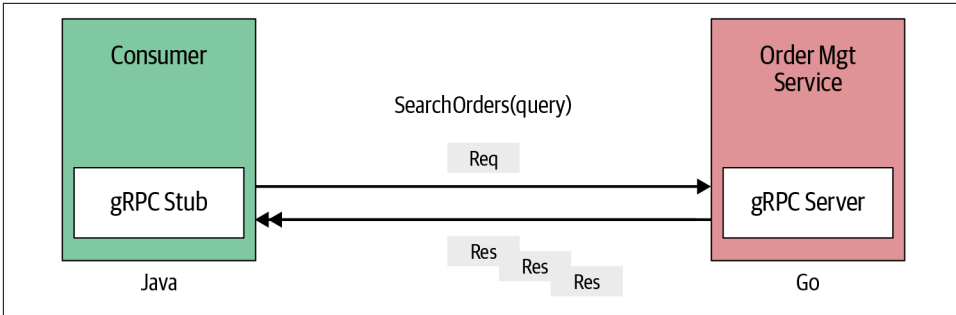 Consumer
Order Mgt
Service
SearchOrders(query)
Req
gRPC Stub
gRPC Server
Res
Res
Res
Java
Go